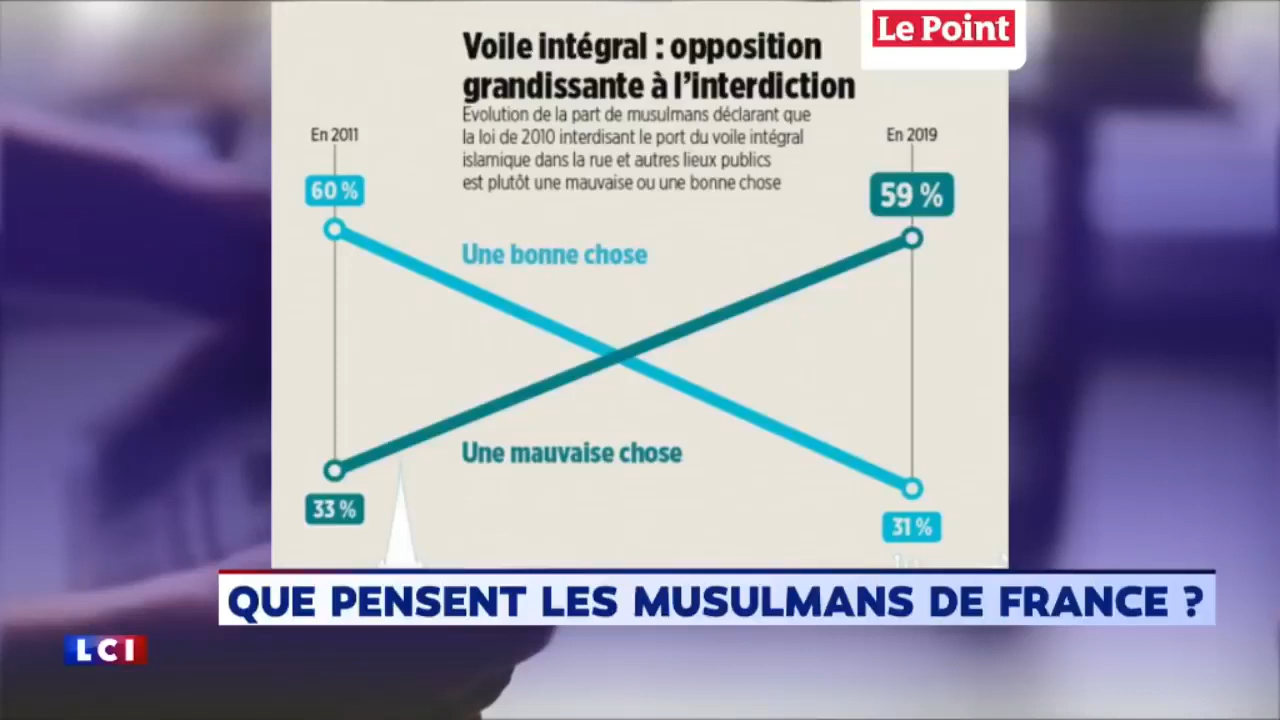 Le Point
Voile intégral : opposition
grandissante à l'interdiction
Evolution de la part de musulmans déclarant que
la loi de 2010 interdisant le port du voile intégral
islamique dans la rue et autres lieux publics
est plutôt une mauvaise ou une bonne chose
En 2011
En 2019
60 %
59 %
Une bonne chose
Une mauvaise chose
33 %
31 %
QUE PENSENT LES MUSULMANS DE FRANCE ?
LCI